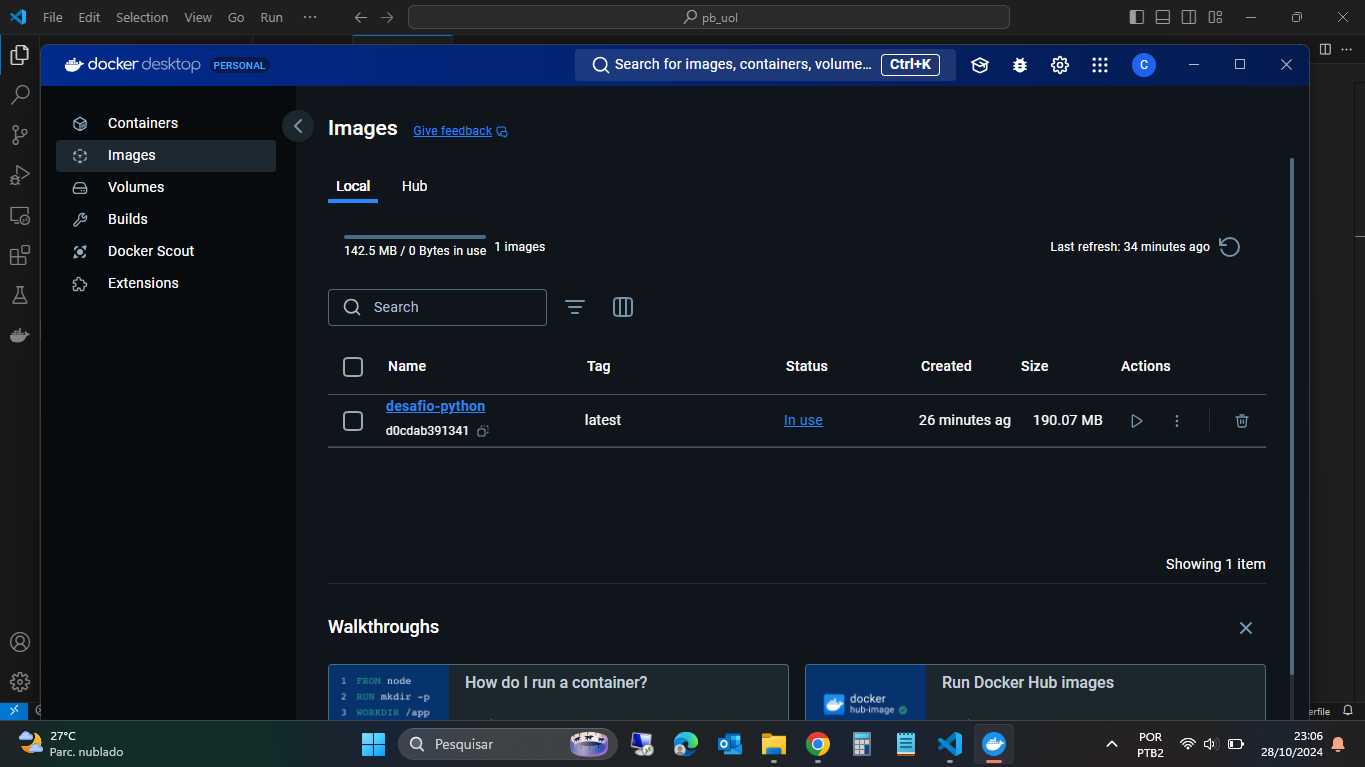 File Edit Selection View Go Run ··· pb_uol
docker desktop PERSONAL Search for images, containers, volume... Ctrl+K C
Containers
Images
Volumes
Builds
Docker Scout
Extensions
Images Give feedback
Local Hub
142.5 MB / 0 Bytes in use 1 images Last refresh: 34 minutes ago
Search
Name Tag Status Created Size Actions
desafio-python latest In use 26 minutes ag 190.07 MB
d0cdab391341
Showing 1 item
Walkthroughs
1 FROM node
2 RUN mkdir -p
3 WORKDIR /app
How do I run a container?
docker
hub-image
Run Docker Hub images
erfile
27°C
Parc. nublado
Pesquisar
POR
PTB2
23:06
28/10/2024